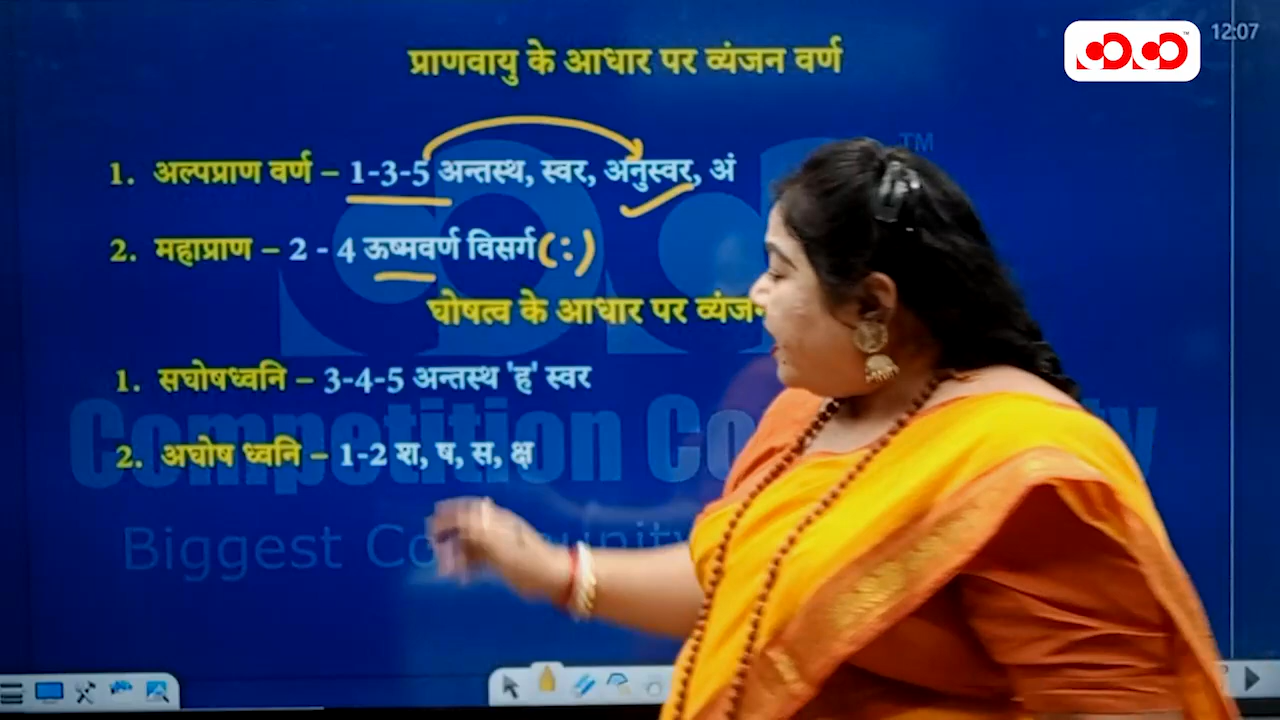 12:07
प्राणवायु के आधार पर व्यंजन वर्ण
TM
1. अल्पप्राण वर्ण – 1-3-5 अन्तस्थ, स्वर, अनुस्वर, अं
2. महाप्राण – 2 - 4 ऊष्मवर्ण विसर्ग (:)
घोषत्व के आधार पर व्यंजन
1. सघोषध्वनि – 3-4-5 अन्तस्थ 'ह' स्वर
2. अघोष ध्वनि – 1-2 श, ष, स, क्ष
Competition
Biggest